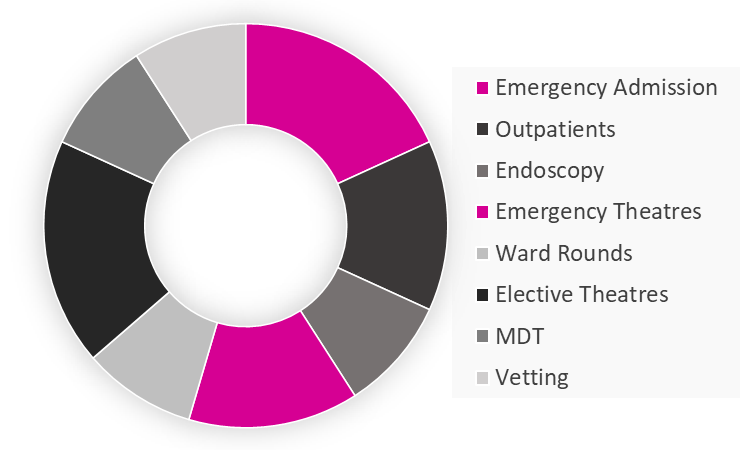 Emergency Admission
Outpatients
Endoscopy
Emergency Theatres
Ward Rounds
Elective Theatres
MDT
Vetting